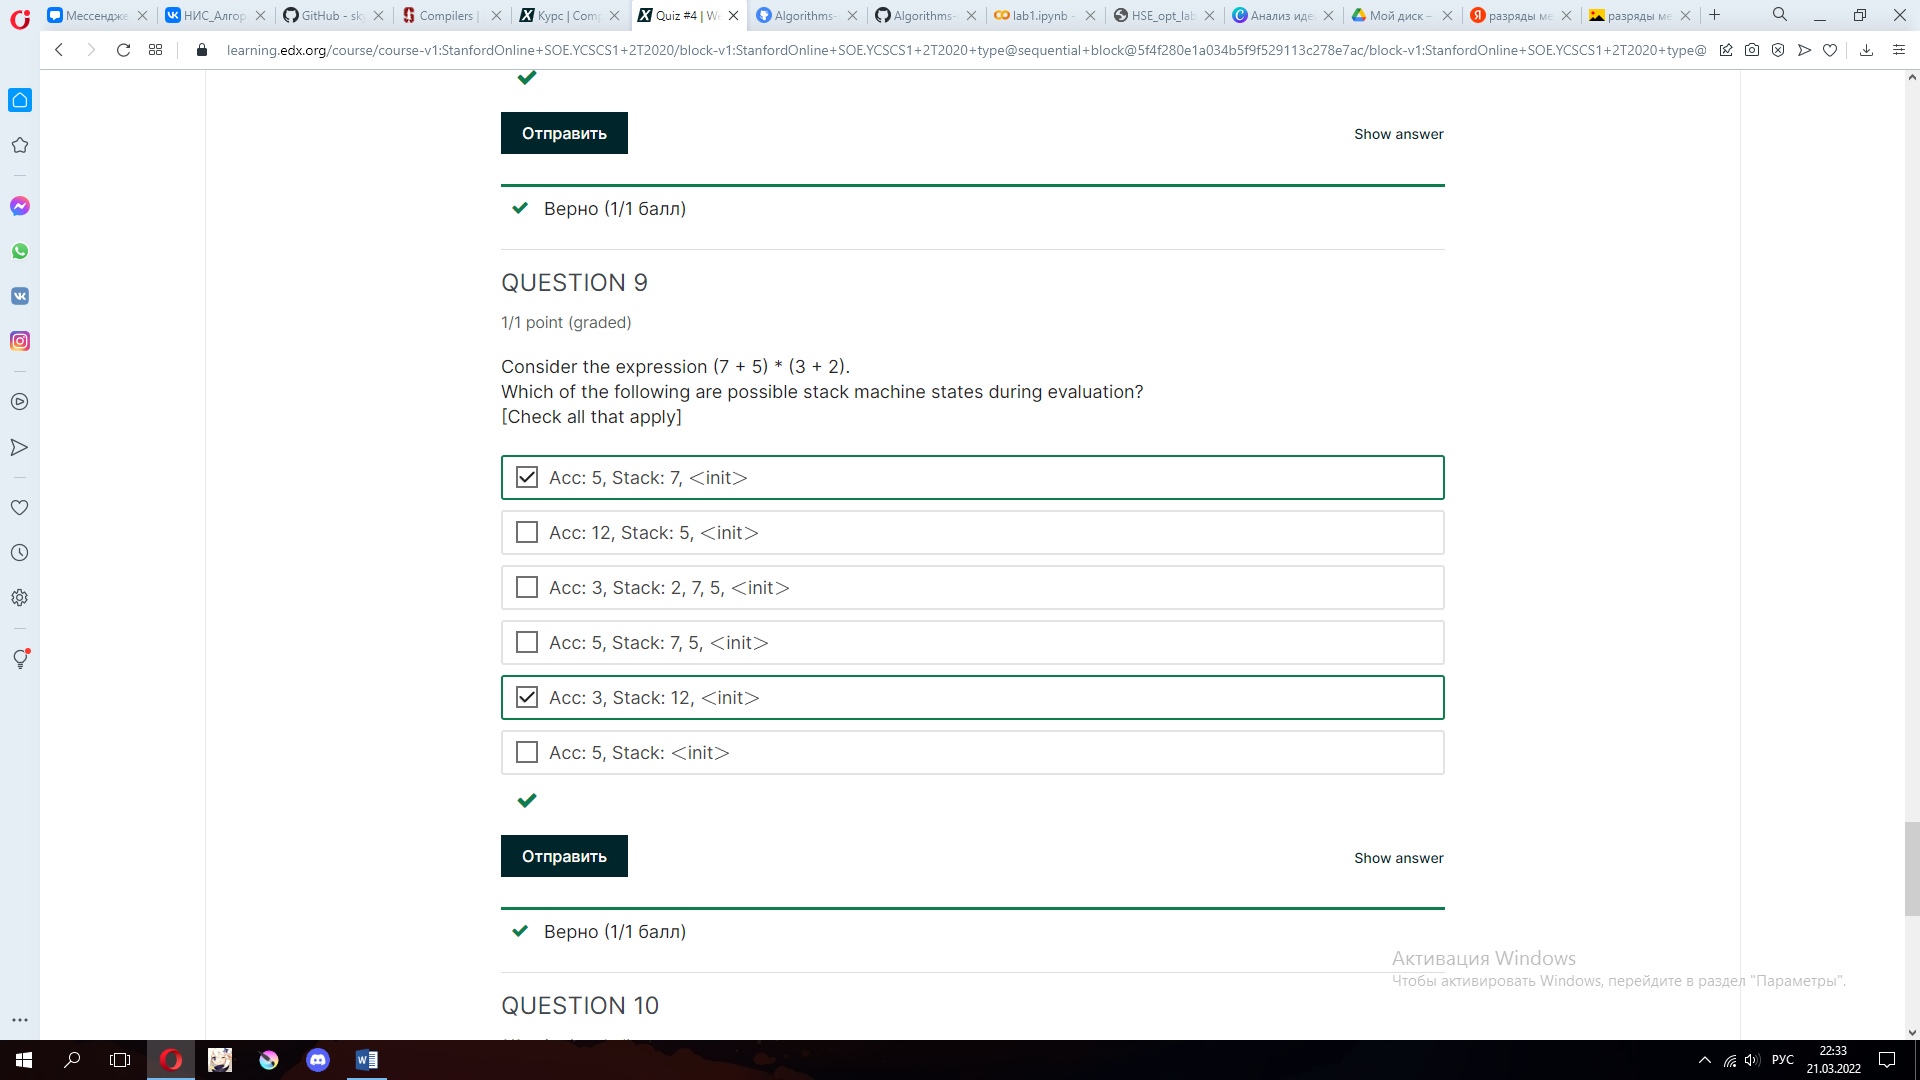 Мессендже
НИС_Алгор
GitHub - sk
Compilers |
Курс | Comp
Quiz #4 | We
Algorithms-
Algorithms-
lab1.ipynb -
HSE_opt_lab
Анализ иде
Мой диск –
разряды ме
разряды ме
learning.edx.org/course/course-v1:StanfordOnline+SOE.YCSCS1+2T2020/block-v1:StanfordOnline+SOE.YCSCS1+2T2020+type@sequential+block@5f4f280e1a034b5f9f529113c278e7ac/block-v1:StanfordOnline+SOE.YCSCS1+2T2020+type@
Отправить
Show answer
Верно (1/1 балл)
QUESTION 9
1/1 point (graded)
Consider the expression (7 + 5) * (3 + 2).
Which of the following are possible stack machine states during evaluation?
[Check all that apply]
Acc: 5, Stack: 7, <init>
Acc: 12, Stack: 5, <init>
Acc: 3, Stack: 2, 7, 5, <init>
Acc: 5, Stack: 7, 5, <init>
Acc: 3, Stack: 12, <init>
Acc: 5, Stack: <init>
Отправить
Show answer
Верно (1/1 балл)
Активация Windows
Чтобы активировать Windows, перейдите в раздел "Параметры".
QUESTION 10
РУС
22:33
21.03.2022